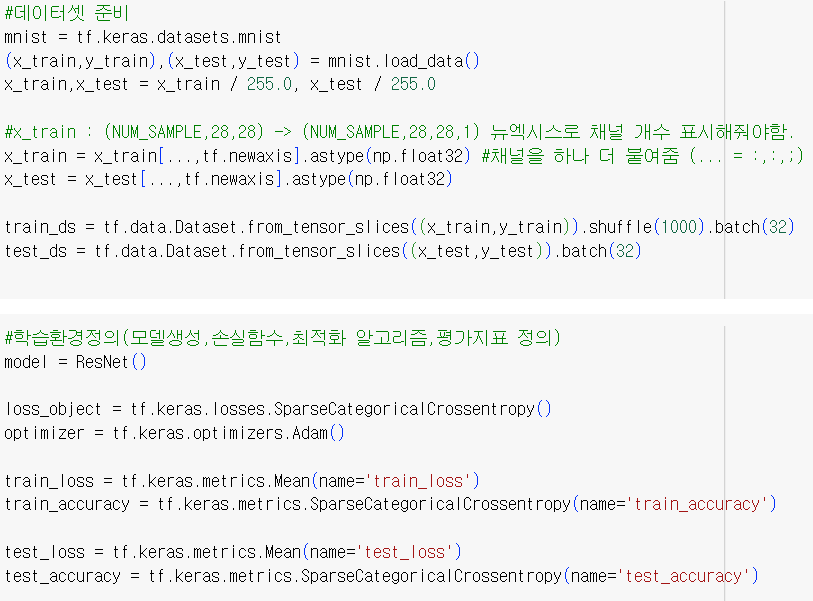 #데이터셋 준비
mnist = tf.keras.datasets.mnist
(x_train,y_train),(x_test,y_test) = mnist.load_data()
x_train,x_test = x_train / 255.0, x_test / 255.0
#x_train : (NUM_SAMPLE,28,28) -> (NUM_SAMPLE,28,28,1) 뉴엑시스로 채널 개수 표시해줘야함.
x_train = x_train[...,tf.newaxis].astype(np.float32) #채널을 하나 더 붙여줌 (... = :,:,;)
x_test = x_test[...,tf.newaxis].astype(np.float32)
train_ds = tf.data.Dataset.from_tensor_slices((x_train,y_train)).shuffle(1000).batch(32)
test_ds = tf.data.Dataset.from_tensor_slices((x_test,y_test)).batch(32)
#학습환경정의(모델생성,손실함수,최적화 알고리즘,평가지표 정의)
model = ResNet()
loss_object = tf.keras.losses.SparseCategoricalCrossentropy()
optimizer = tf.keras.optimizers.Adam()
train_loss = tf.keras.metrics.Mean(name='train_loss')
train_accuracy = tf.keras.metrics.SparseCategoricalCrossentropy(name='train_accuracy')
test_loss = tf.keras.metrics.Mean(name='test_loss')
test_accuracy = tf.keras.metrics.SparseCategoricalCrossentropy(name='test_accuracy')